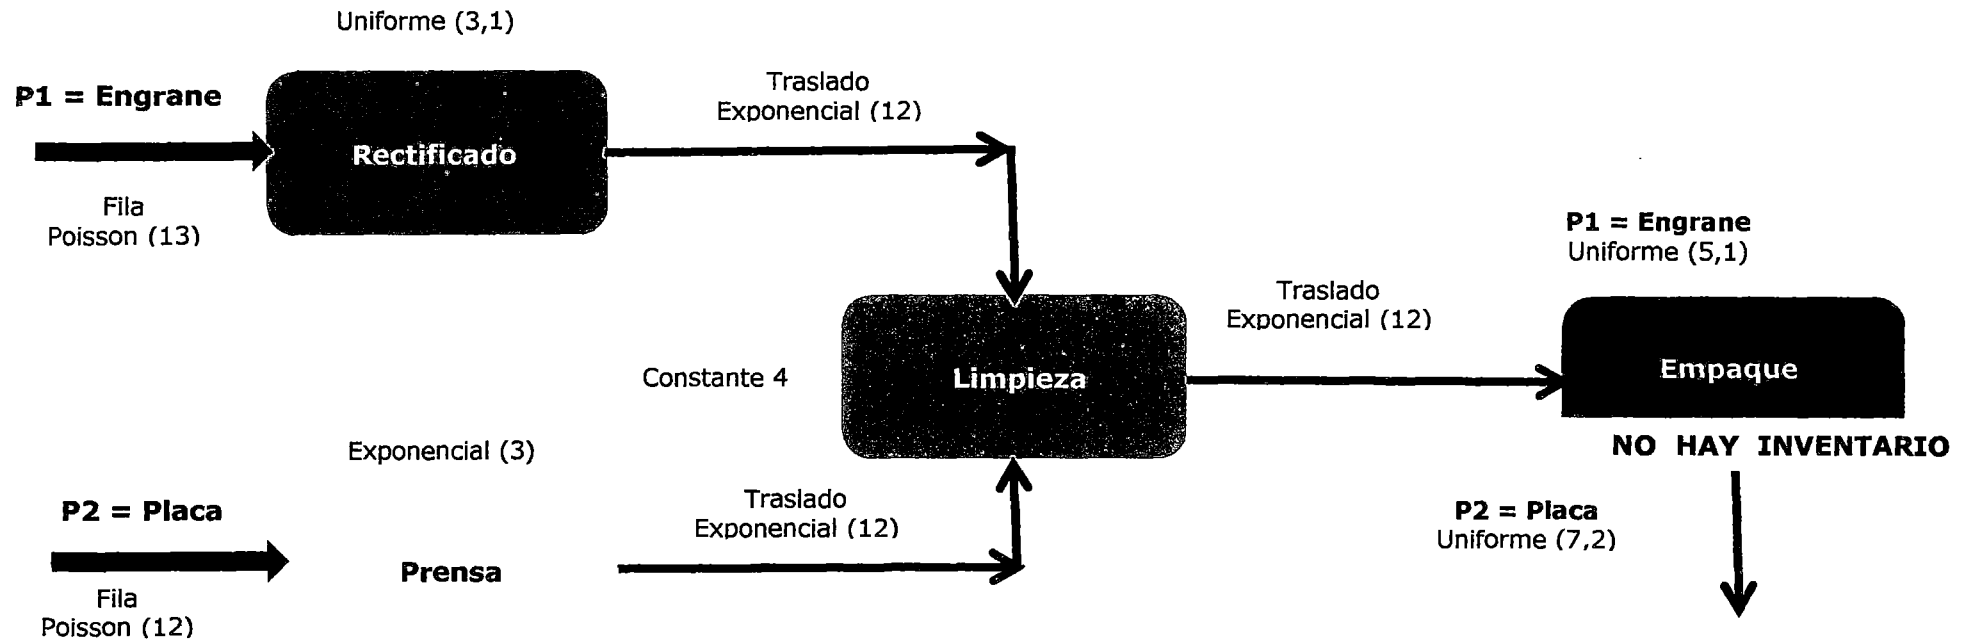 Uniforme (3,1)
P1 = Engrane
Rectificado
Fila
Poisson (13)
Traslado
Exponencial (12)
P1 = Engrane
Uniforme (5,1)
Traslado
Exponencial (12)
Constante 4
Limpieza
Empaque
NO HAY INVENTARIO
Exponencial (3)
P2 = Placa
Prensa
Fila
Poisson (12)
Traslado
Exponencial (12)
P2 = Placa
Uniforme (7,2)